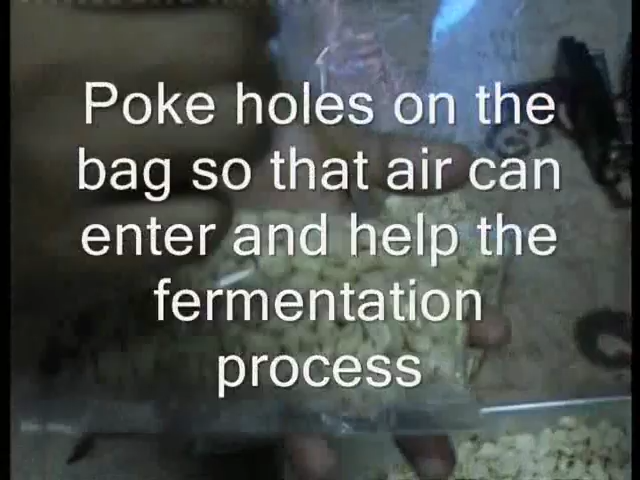 Poke holes on the
bag so that air can
enter and help the
fermentation
process